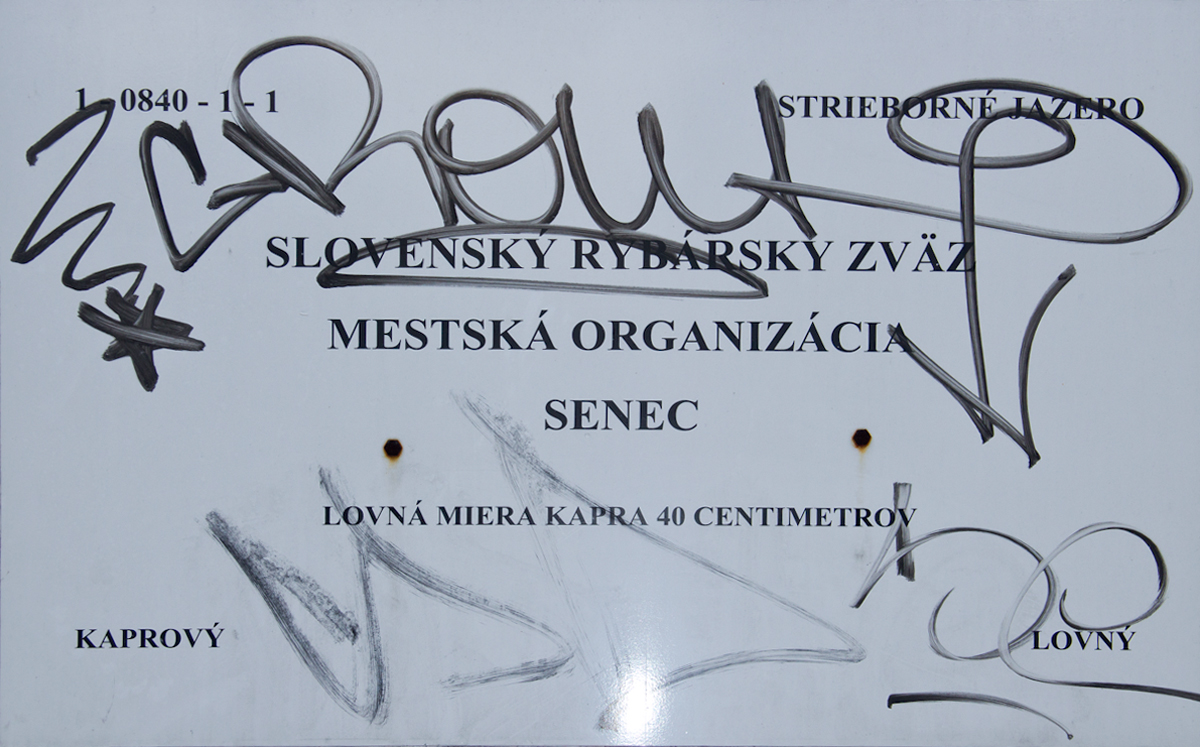 1 - 0840 - 1 - 1
STRIEBORNÉ JAZERO
SLOVENSKÝ RYBÁRSKY ZVÄZ
MESTSKÁ ORGANIZÁCIA
SENEC
LOVNÁ MIERA KAPRA 40 CENTIMETROV
KAPROVÝ
LOVNÝ